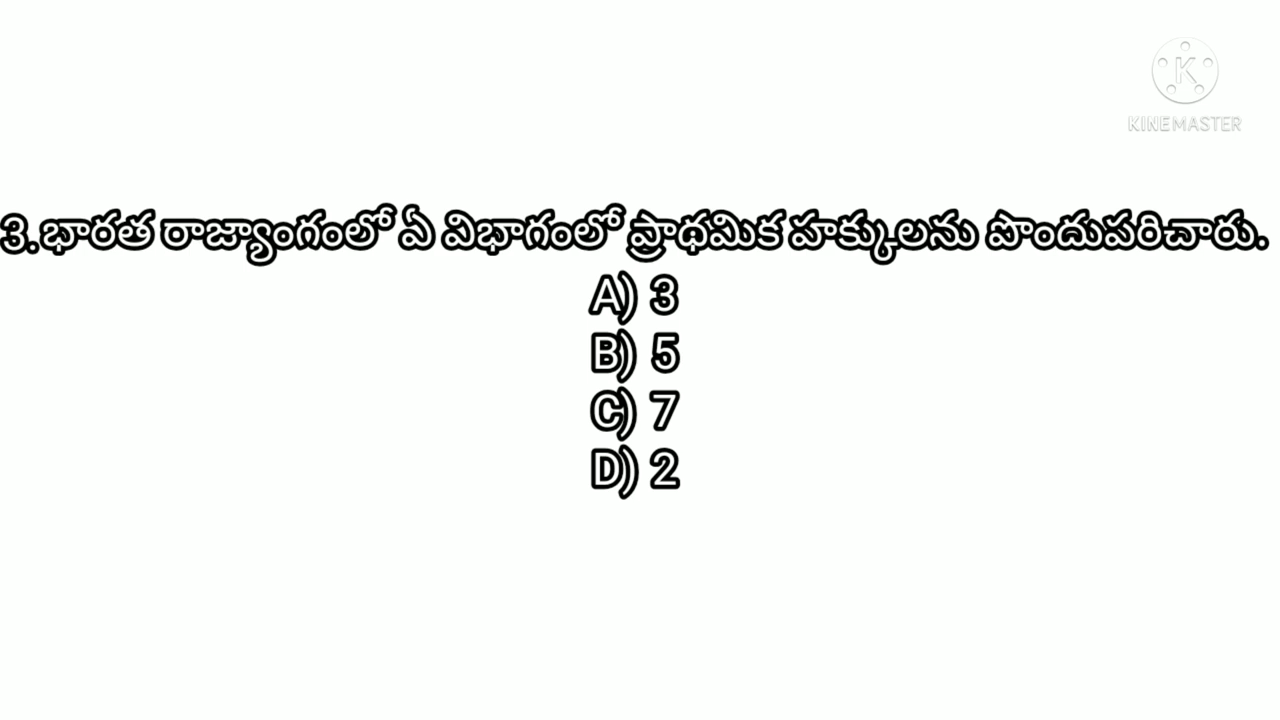 KINEMASTER
3.భారత రాజ్యాంగంలో ఏ విభాగంలో ప్రాథమిక హక్కులను పొందుపరిచారు.
A) 3
B) 5
C) 7
D) 2